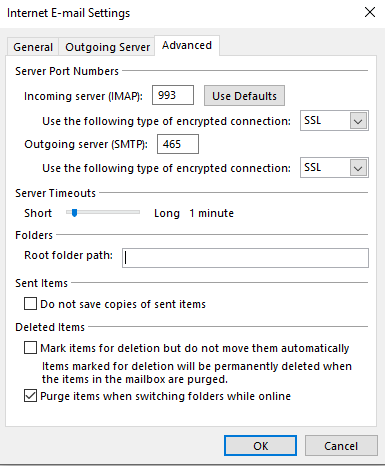 Internet E-mail Settings
General Outgoing Server Advanced
Server Port Numbers
Incoming server (IMAP): 993 Use Defaults
Use the following type of encrypted connection: SSL
Outgoing server (SMTP): 465
Use the following type of encrypted connection: SSL
Server Timeouts
Short Long 1 minute
Folders
Root folder path:
Sent Items
Do not save copies of sent items
Deleted Items
Mark items for deletion but do not move them automatically
Items marked for deletion will be permanently deleted when
the items in the mailbox are purged.
Purge items when switching folders while online
OK Cancel